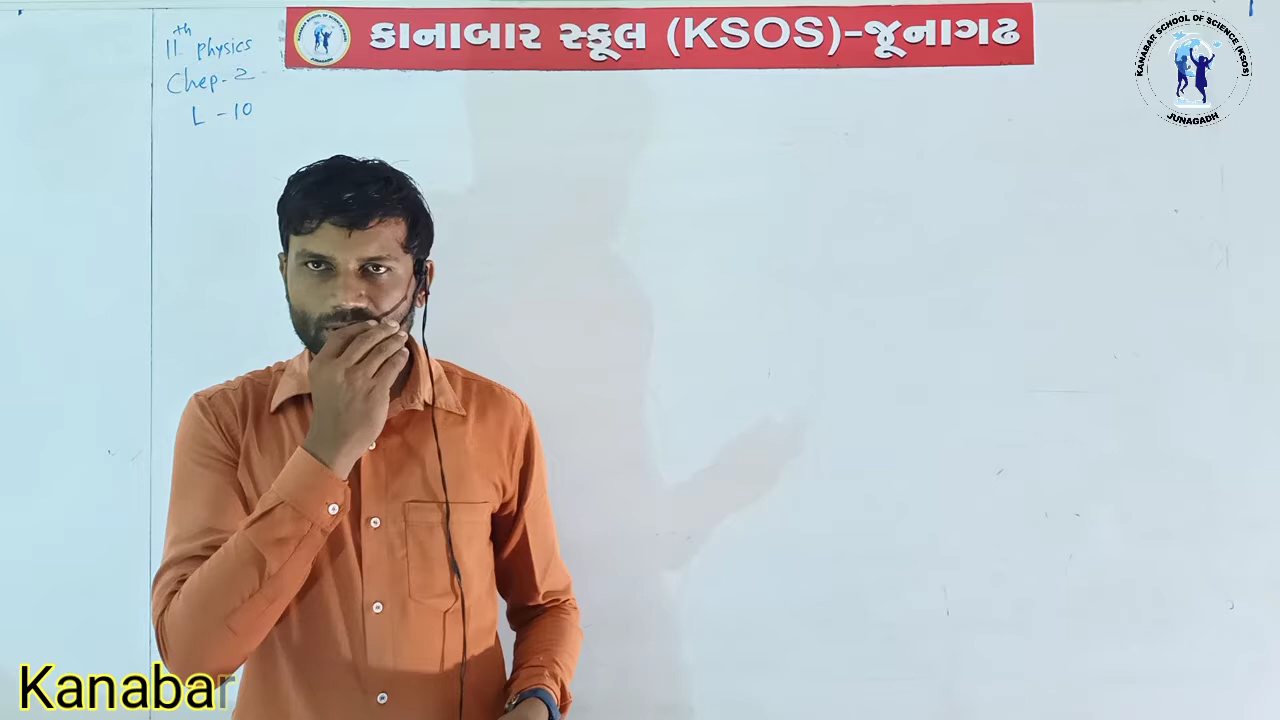 11th Physics
Chep-2
L-10
કાનાબાર સ્કૂલ (KSOS)-જૂનાગઢ
KANABAR SCHOOL OF SCIENCE (KSOS)
JUNAGADH
Kanabar